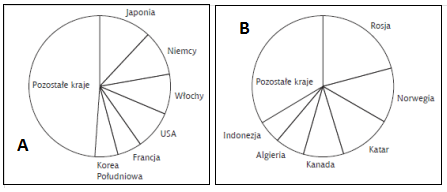 Japonia
Niemcy
Włochy
USA
Francja
Korea
Południowa
Pozostałe kraje
A
B
Rosja
Norwegia
Katar
Kanada
Algieria
Indonezja
Pozostałe kraje